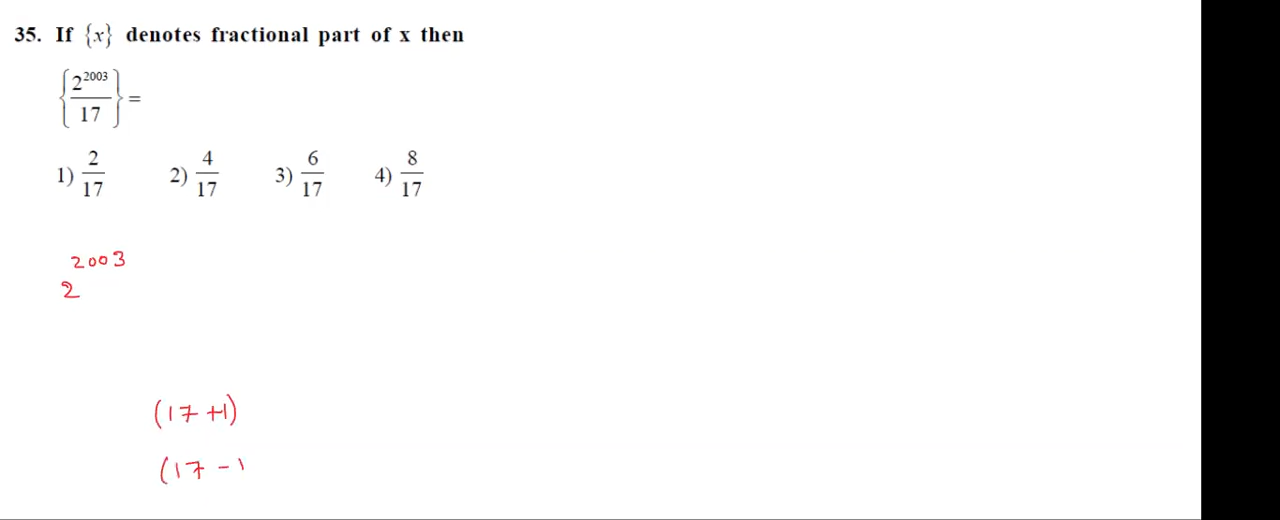 35. If {x} denotes fractional part of x then
{2^2003/17} =
1) 2/17 2) 4/17 3) 6/17 4) 8/17
2^2003
(17 +1)
(17 - 1